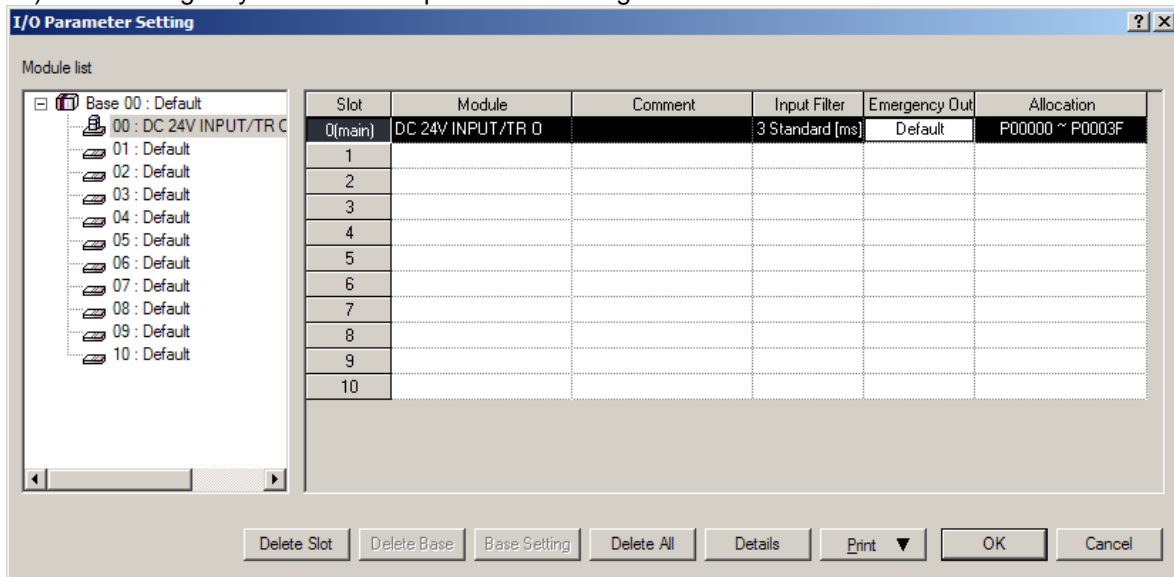 I/O Parameter Setting
Module list
Base 00 : Default
00 : DC 24V INPUT/TR O
01 : Default
02 : Default
03 : Default
04 : Default
05 : Default
06 : Default
07 : Default
08 : Default
09 : Default
10 : Default
Slot Module Comment Input Filter Emergency Out Allocation
0(main) DC 24V INPUT/TR O 3 Standard [ms] Default P00000 ~ P0003F
1
2
3
4
5
6
7
8
9
10
Delete Slot Delete Base Base Setting Delete All Details Print ▼ OK Cancel